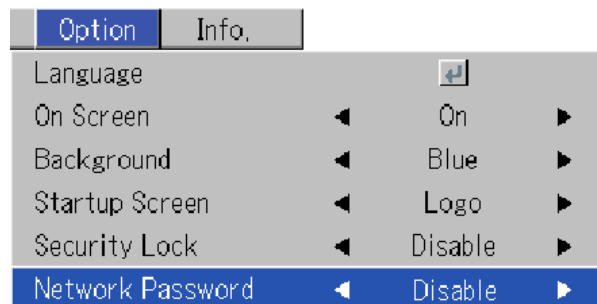 Option Info.
Language
On Screen On
Background Blue
Startup Screen Logo
Security Lock Disable
Network Password Disable